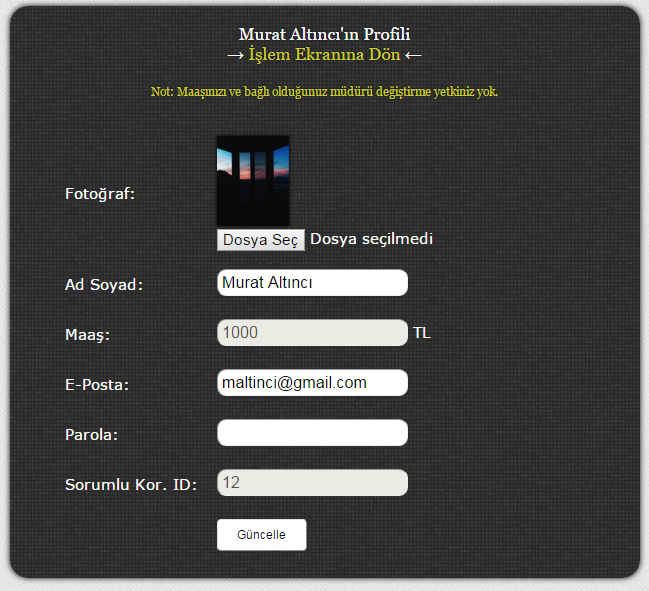 Murat Altıncı'ın Profili
→ İşlem Ekranına Dön ←
Not: Maaşınızı ve bağlı olduğunuz müdürü değiştirme yetkiniz yok.
Fotoğraf:
Dosya Seç Dosya seçilmedi
Ad Soyad: Murat Altıncı
Maaş: 1000 TL
E-Posta: maltinci@gmail.com
Parola:
Sorumlu Kor. ID: 12
Güncelle